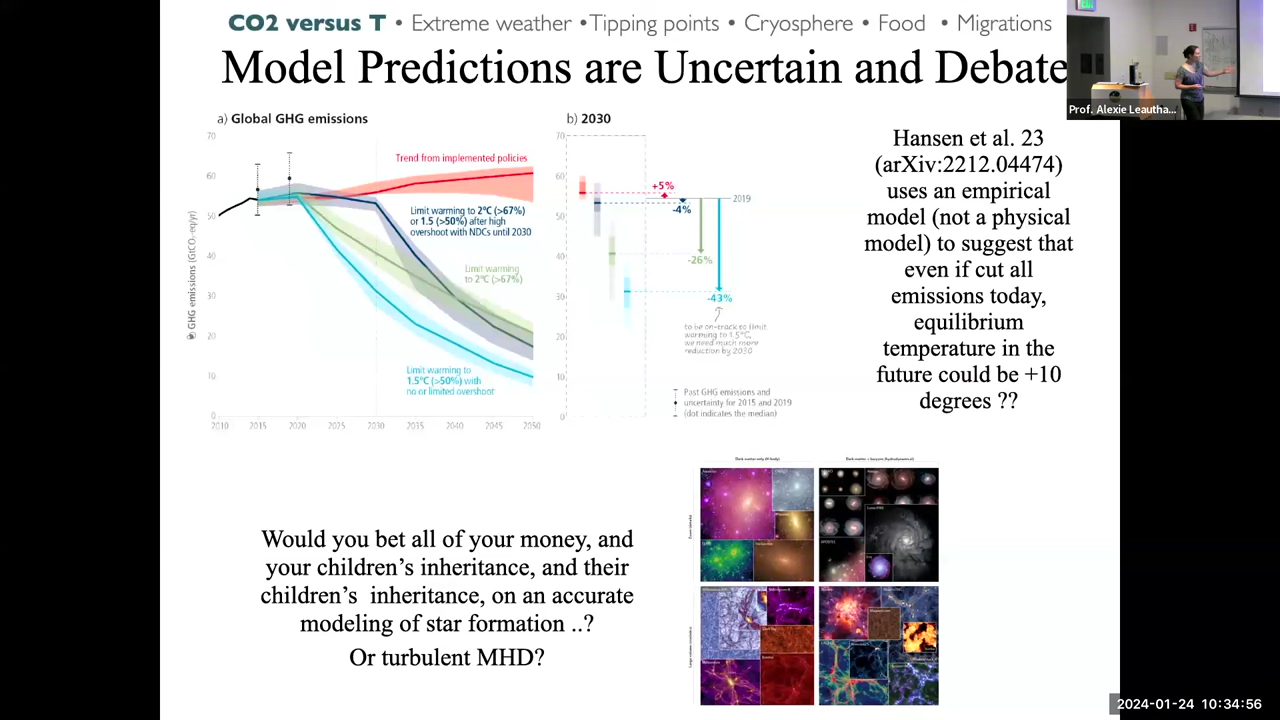 CO2 versus T • Extreme weather •Tipping points • Cryosphere • Food • Migrations
Model Predictions are Uncertain and Debate
Prof. Alexie Leautha...
a) Global GHG emissions
70
60
50
40
30
20
10
0
GHG emissions (GtCO₂-eq/yr)
2010 2015 2020 2025 2030 2035 2040 2045 2050
Trend from implemented policies
Limit warming to 2°C (>67%)
or 1.5 (>50%) after high
overshoot with NDCs until 2030
Limit warming
to 2°C (>67%)
Limit warming to
1.5°C (>50%) with
no or limited overshoot
b) 2030
70
60
50
40
30
20
10
0
+5%
2019
-4%
-26%
-43%
to be on-track to limit
warming to 1.5°C,
we need much more
reduction by 2030
Past GHG emissions and
uncertainty for 2015 and 2019
(dot indicates the median)
Hansen et al. 23
(arXiv:2212.04474)
uses an empirical
model (not a physical
model) to suggest that
even if cut all
emissions today,
equilibrium
temperature in the
future could be +10
degrees ??
Would you bet all of your money, and
your children's inheritance, and their
children's inheritance, on an accurate
modeling of star formation ..?
Or turbulent MHD?
2024-01-24 10:34:56